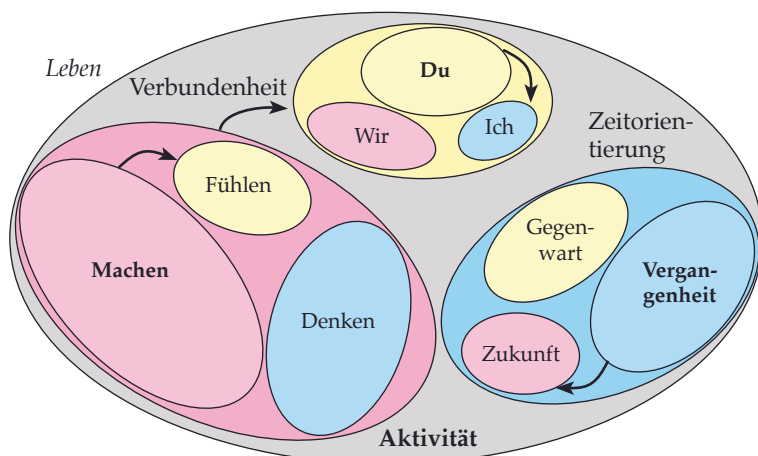 Leben
Verbundenheit
Du
Wir
Ich
Zeitorien-
tierung
Fühlen
Machen
Denken
Gegen-
wart
Vergan-
genheit
Zukunft
Aktivität